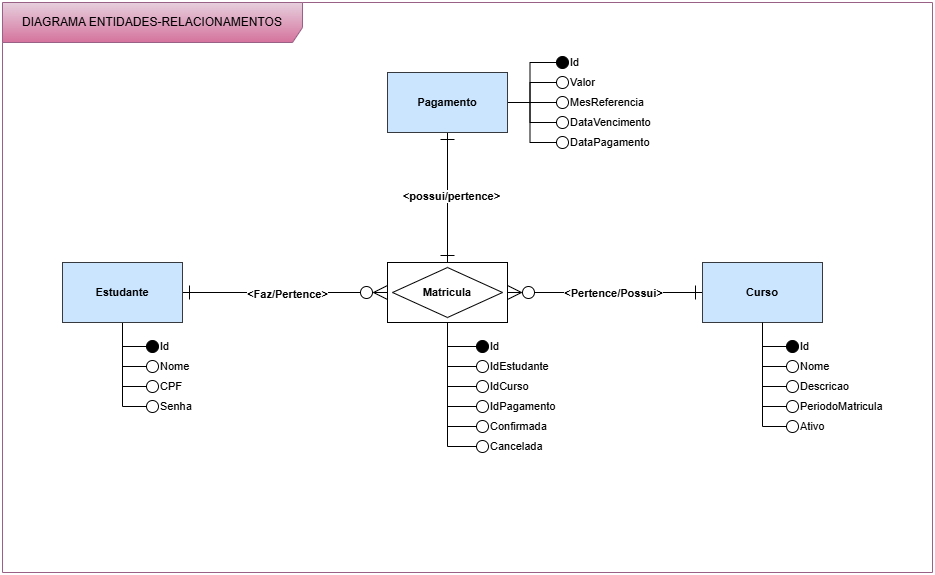 DIAGRAMA ENTIDADES-RELACIONAMENTOS
Pagamento
Id
Valor
MesReferencia
DataVencimento
DataPagamento
<possui/pertence>
Estudante
<Faz/Pertence>
Matricula
<Pertence/Possui>
Curso
Id
Nome
CPF
Senha
Id
IdEstudante
IdCurso
IdPagamento
Confirmada
Cancelada
Id
Nome
Descricao
PeriodoMatricula
Ativo